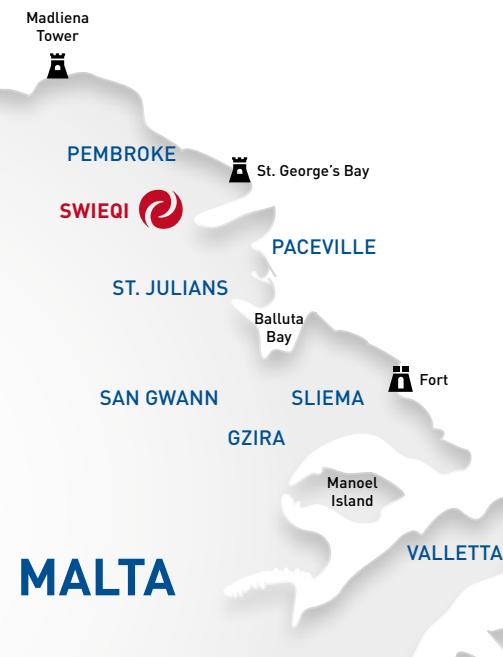 Madliena
Tower
PEMBROKE
St. George's Bay
SWIEQI
PACEVILLE
ST. JULIANS
Balluta
Bay
Fort
SAN GWANN
SLIEMA
GZIRA
Manoel
Island
VALLETTA
MALTA